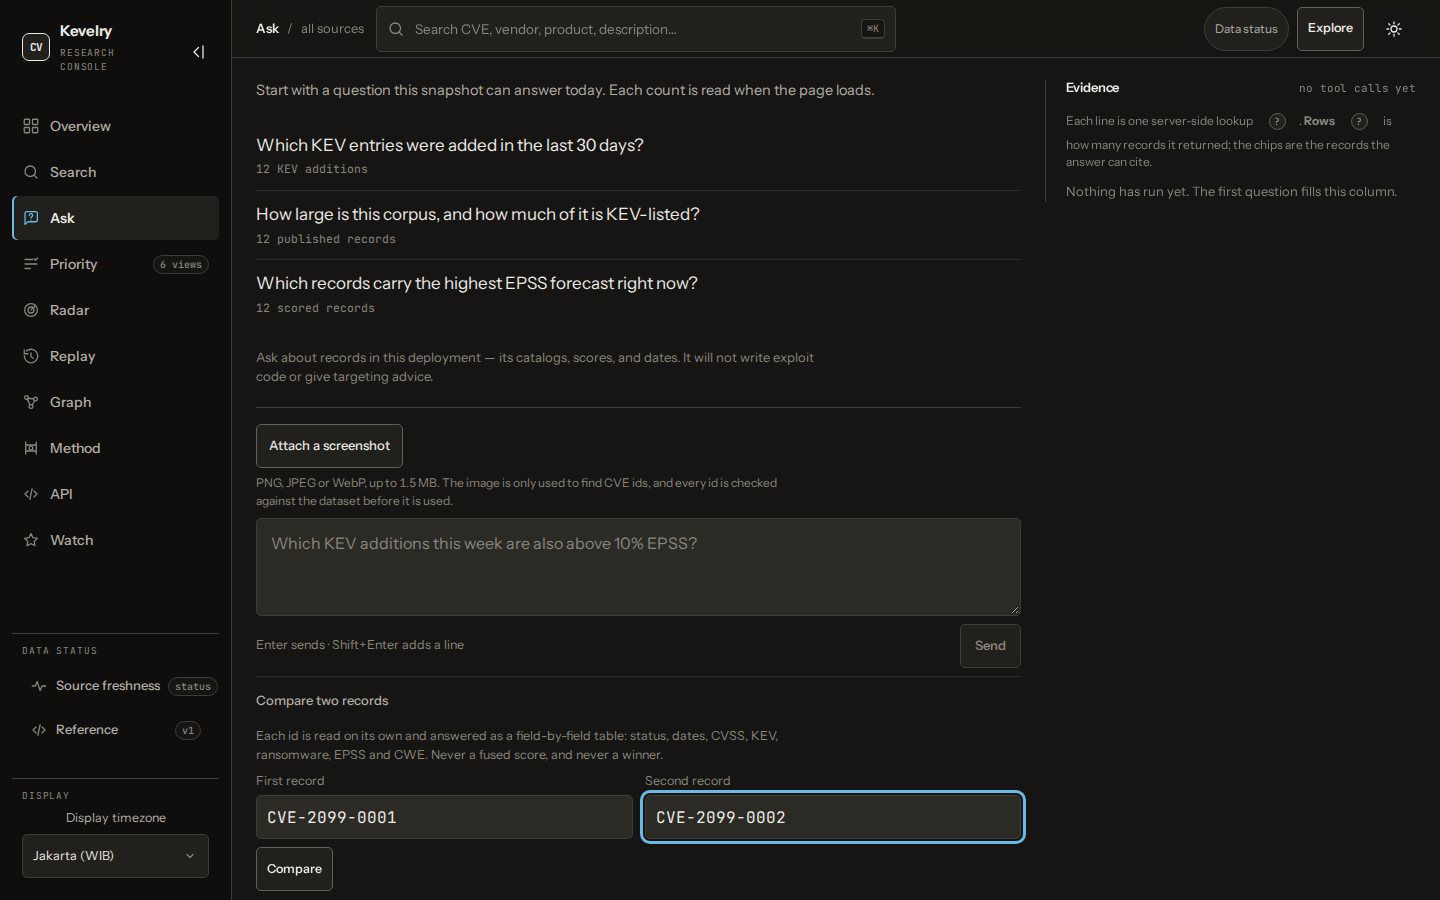 CV
Kevelry
RESEARCH
CONSOLE
Overview
Search
Ask
Priority
6 views
Radar
Replay
Graph
Method
API
Watch
DATA STATUS
Source freshness
status
Reference
v1
DISPLAY
Display timezone
Jakarta (WIB)
Ask / all sources
Search CVE, vendor, product, description...
⌘K
Data status
Explore
Start with a question this snapshot can answer today. Each count is read when the page loads.
Which KEV entries were added in the last 30 days?
12 KEV additions
How large is this corpus, and how much of it is KEV-listed?
12 published records
Which records carry the highest EPSS forecast right now?
12 scored records
Ask about records in this deployment — its catalogs, scores, and dates. It will not write exploit
code or give targeting advice.
Attach a screenshot
PNG, JPEG or WebP, up to 1.5 MB. The image is only used to find CVE ids, and every id is checked
against the dataset before it is used.
Which KEV additions this week are also above 10% EPSS?
Enter sends · Shift+Enter adds a line
Send
Compare two records
Each id is read on its own and answered as a field-by-field table: status, dates, CVSS, KEV,
ransomware, EPSS and CWE. Never a fused score, and never a winner.
First record
Second record
CVE-2099-0001
CVE-2099-0002
Compare
Evidence
no tool calls yet
Each line is one server-side lookup ? . Rows ? is
how many records it returned; the chips are the records the
answer can cite.
Nothing has run yet. The first question fills this column.